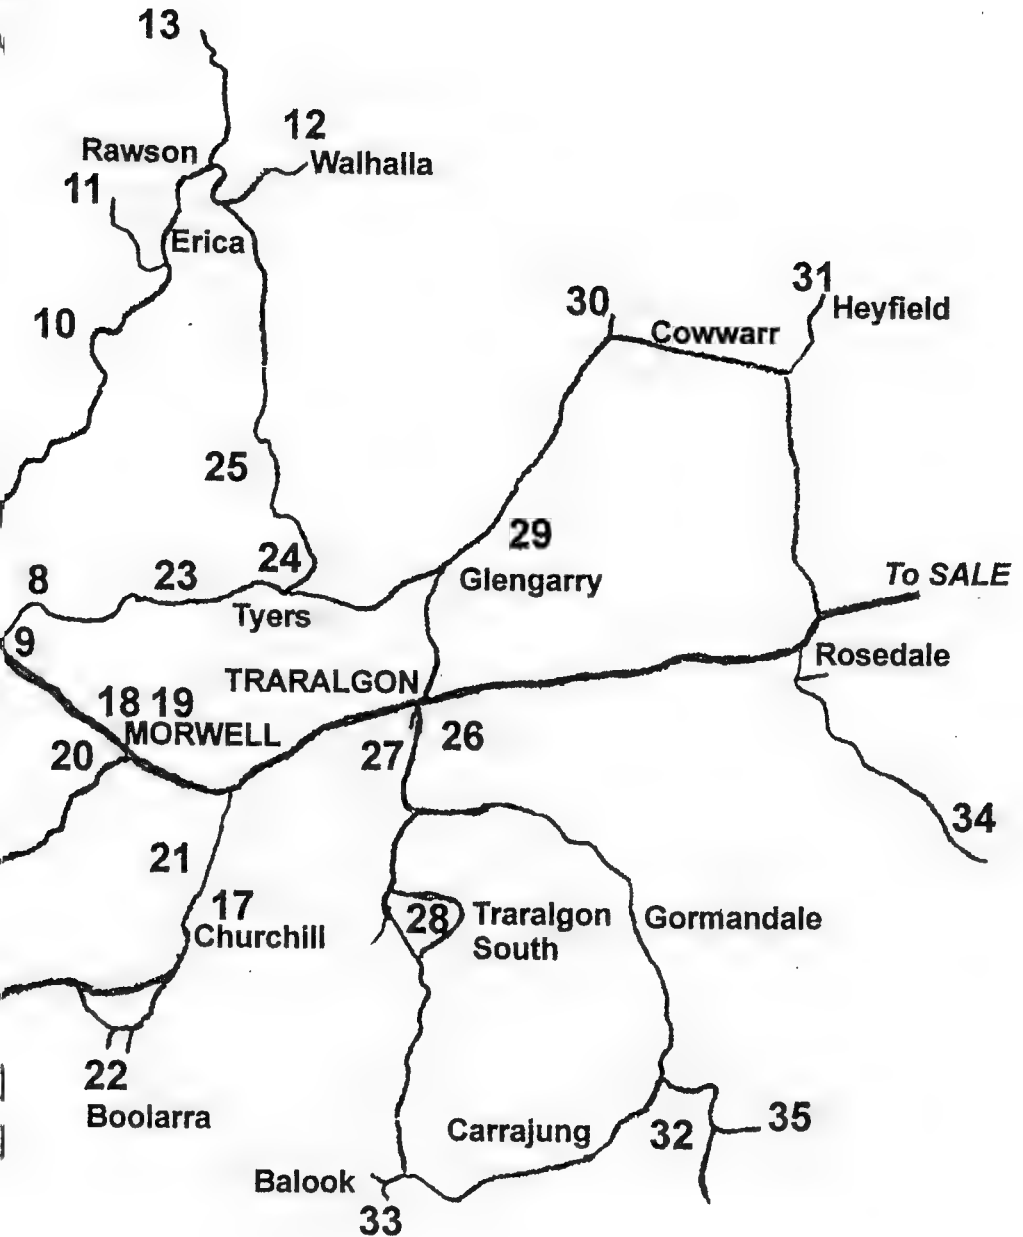 13
12
Rawson
Walhalla
11
Erica
31
30
Heyfield
10
Cowwarr
25
29
24
8
23
To SALE
Glengarry
Tyers
9
Rosedale
TRARALGON
18 19
MORWELL
26
20
27
34
21
17
28
Traralgon
South
Gormandale
Churchill
22
Boolarra
35
Carrajung
32
Balook
33